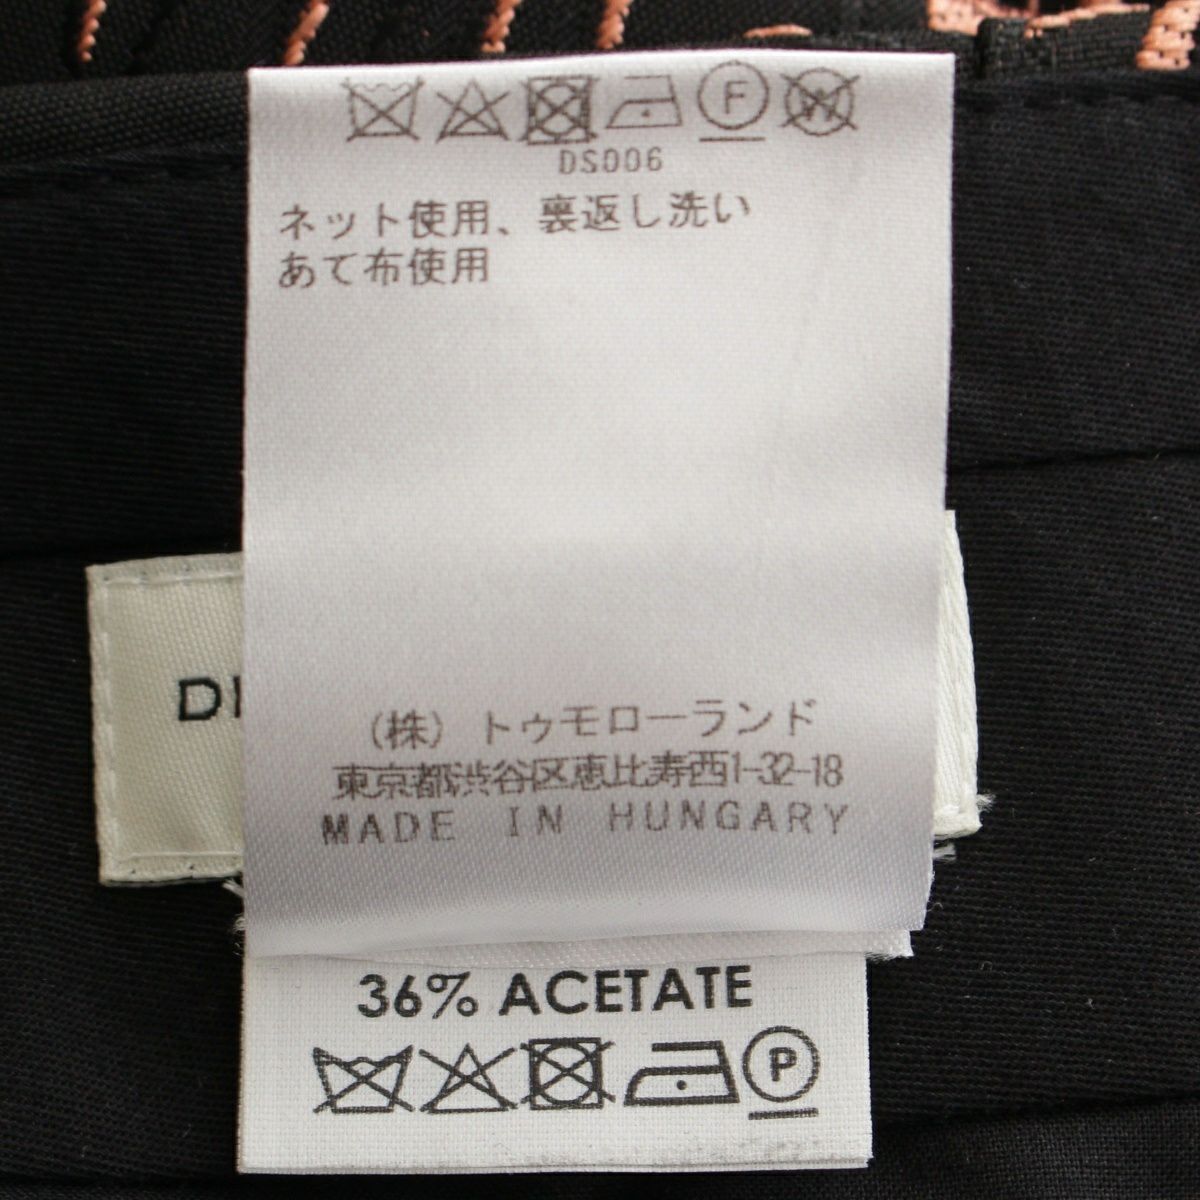 F W
DS006
ネット使用、裏返し洗い
あて布使用
DI
(株) トゥモローランド
東京都渋谷区恵比寿西1-32-18
MADE IN HUNGARY
36% ACETATE
P